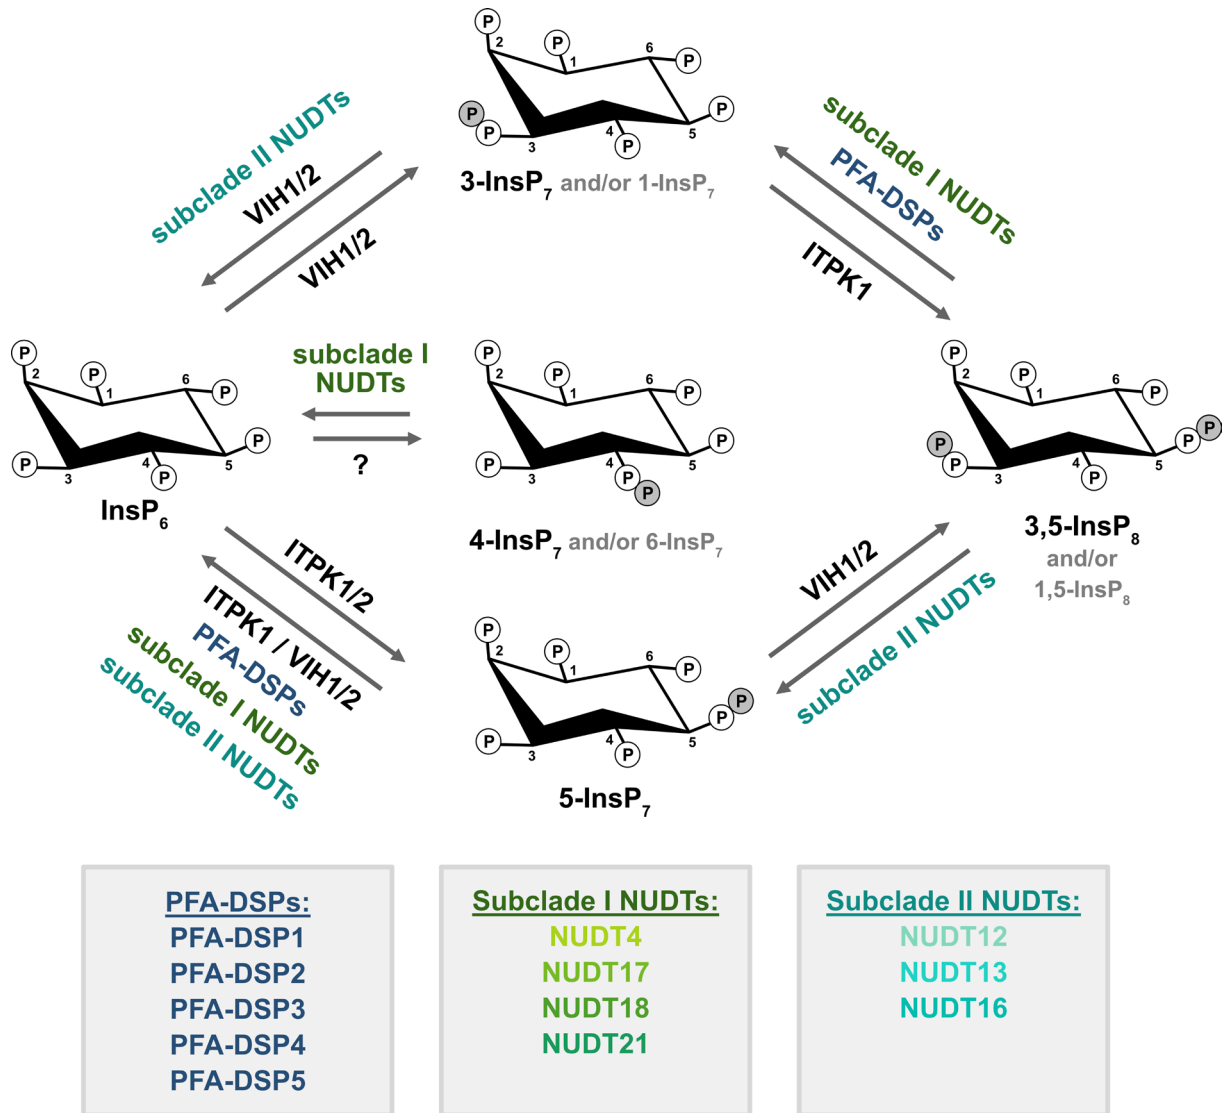 P
P
2
1
6
P
P
P
P
3
4
P
5
3-InsP₇ and/or 1-InsP₇
subclade II NUDTs
VIH1/2
VIH1/2
subclade I NUDTs
PFA-DSPs
ITPK1
P
P
2
1
6
P
P
P
3
4
P
5
InsP₆
subclade I
NUDTs
?
P
P
2
1
6
P
P
P
3
4
P
P
5
4-InsP₇ and/or 6-InsP₇
P
P
2
1
6
P
P
P
P
P
3
4
P
5
3,5-InsP₈
and/or
1,5-InsP₈
ITPK1/2
ITPK1 / VIH1/2
PFA-DSPs
subclade I NUDTs
subclade II NUDTs
VIH1/2
subclade II NUDTs
P
P
2
1
6
P
P
P
P
3
4
P
5
5-InsP₇
PFA-DSPs:
PFA-DSP1
PFA-DSP2
PFA-DSP3
PFA-DSP4
PFA-DSP5
Subclade I NUDTs:
NUDT4
NUDT17
NUDT18
NUDT21
Subclade II NUDTs:
NUDT12
NUDT13
NUDT16